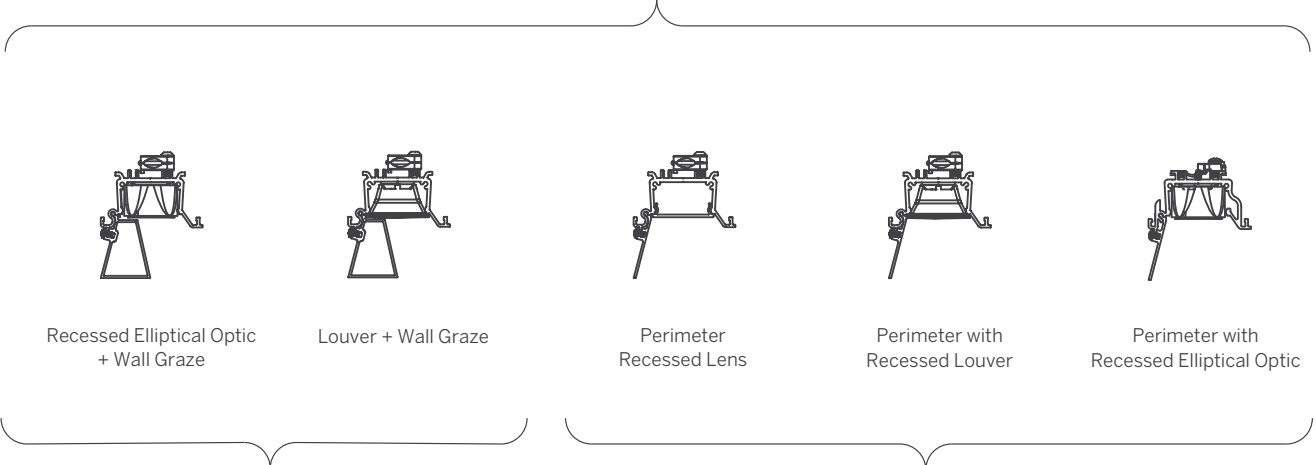 Recessed Elliptical Optic
+ Wall Graze
Louver + Wall Graze
Perimeter
Recessed Lens
Perimeter with
Recessed Louver
Perimeter with
Recessed Elliptical Optic